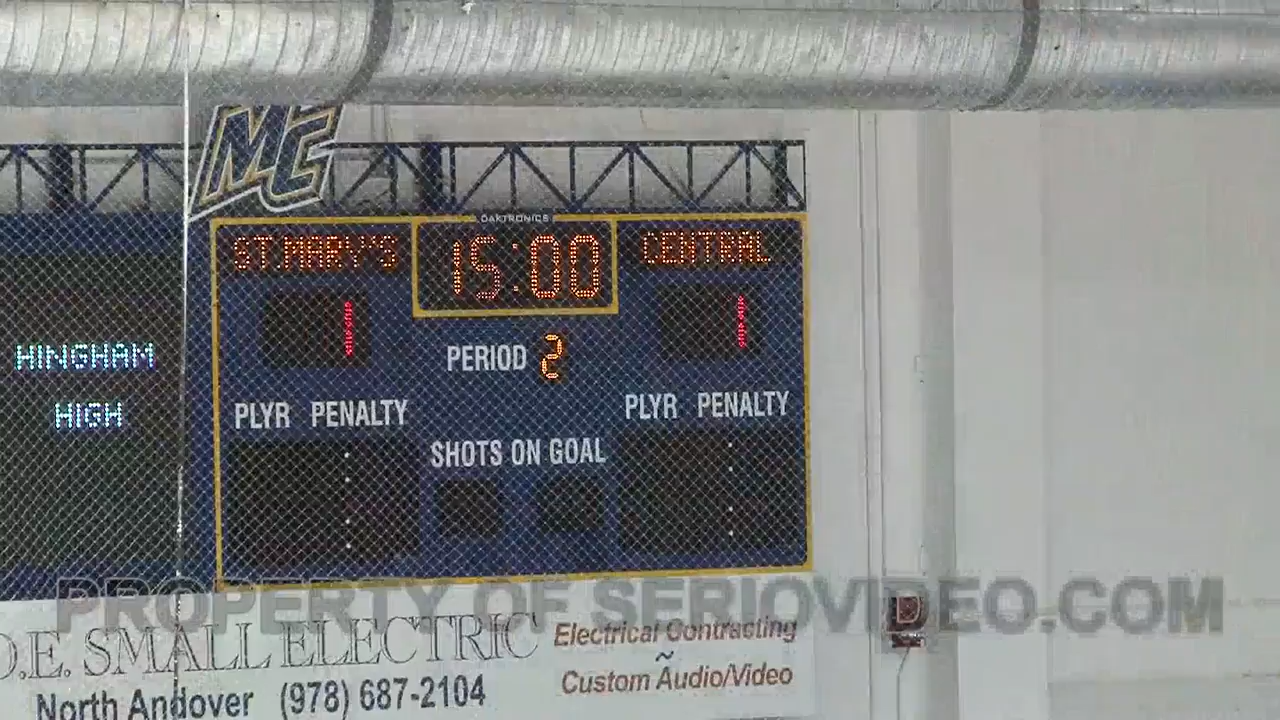 MC
DAKTRONICS
ST.MARY'S 15:00 CENTRAL
1 1
PERIOD 2
HINGHAM
HIGH
PLYR PENALTY PLYR PENALTY
SHOTS ON GOAL
PROPERTY OF SERIOVIDEO.COM
D.E. SMALL ELECTRIC
North Andover (978) 687-2104
Electrical Contracting
~
Custom Audio/Video